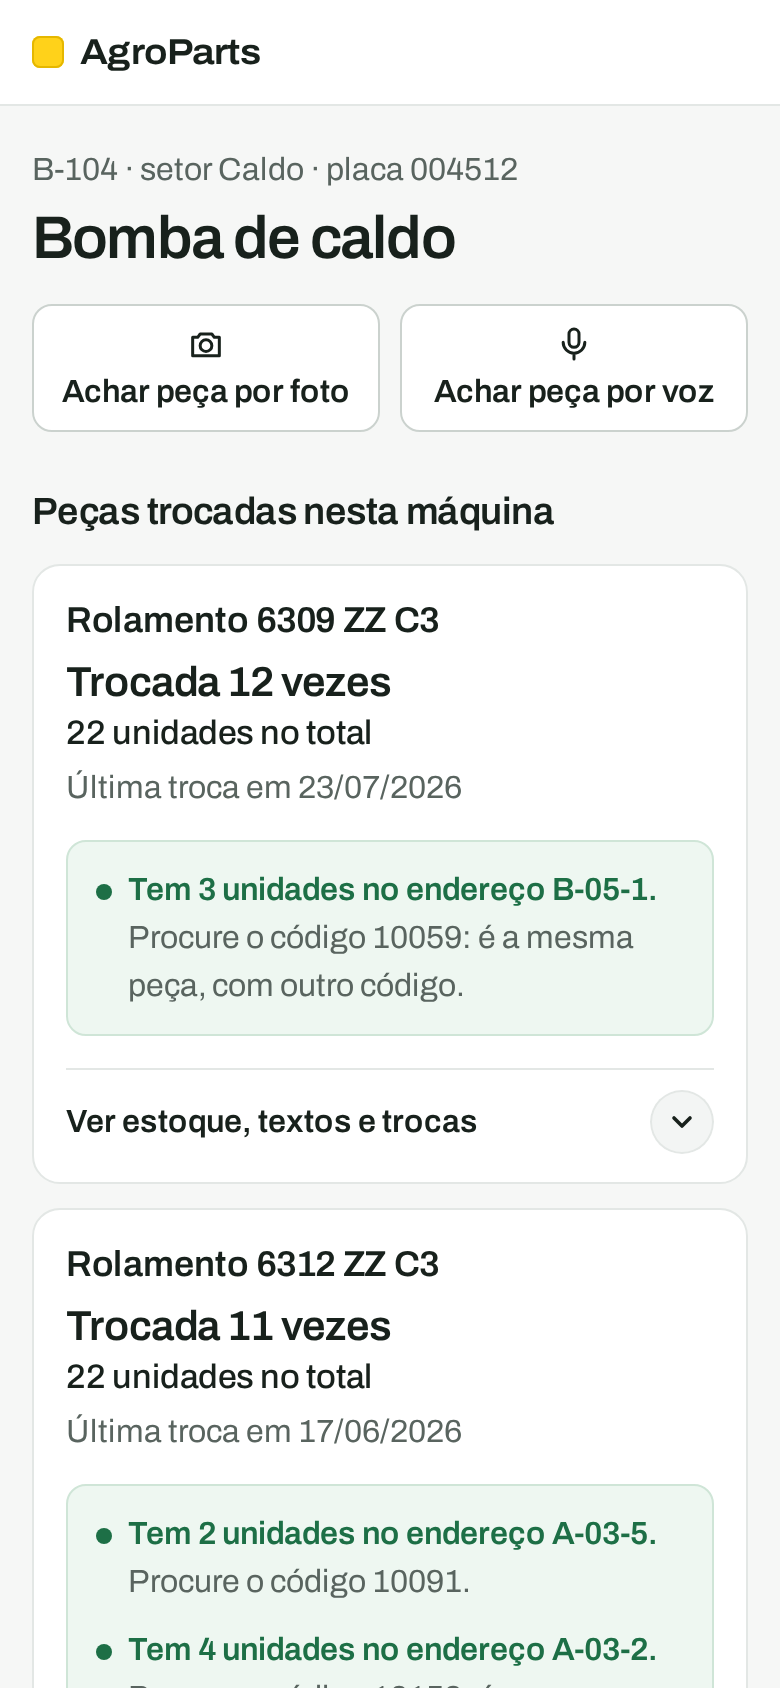 AgroParts
B-104 · setor Caldo · placa 004512
Bomba de caldo
Achar peça por foto
Achar peça por voz
Peças trocadas nesta máquina
Rolamento 6309 ZZ C3
Trocada 12 vezes
22 unidades no total
Última troca em 23/07/2026
Tem 3 unidades no endereço B-05-1.
Procure o código 10059: é a mesma
peça, com outro código.
Ver estoque, textos e trocas
Rolamento 6312 ZZ C3
Trocada 11 vezes
22 unidades no total
Última troca em 17/06/2026
Tem 2 unidades no endereço A-03-5.
Procure o código 10091.
Tem 4 unidades no endereço A-03-2.